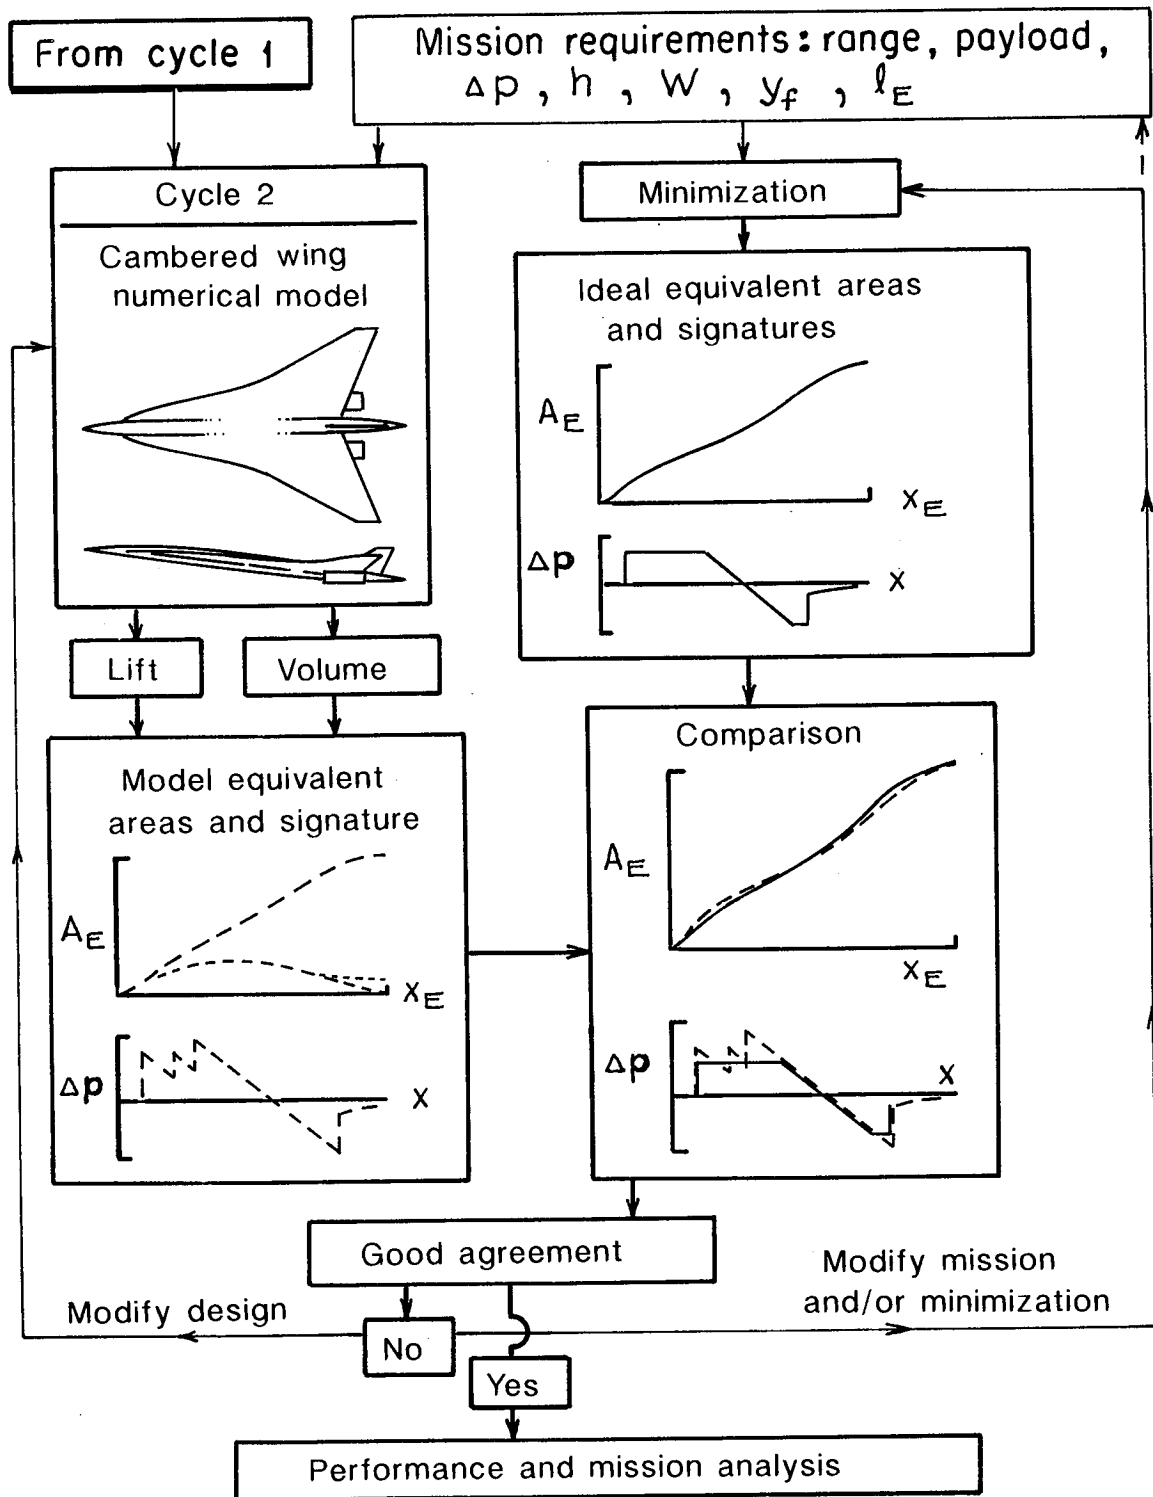 From cycle 1
Mission requirements: range, payload,
Δp, h, W, y_f, l_E
Cycle 2
Cambered wing
numerical model
Minimization
Ideal equivalent areas
and signatures
A_E
x_E
Δp
x
Lift
Volume
Model equivalent
areas and signature
A_E
x_E
Δp
x
Comparison
A_E
x_E
Δp
x
Good agreement
Modify design
No
Yes
Modify mission
and/or minimization
Performance and mission analysis